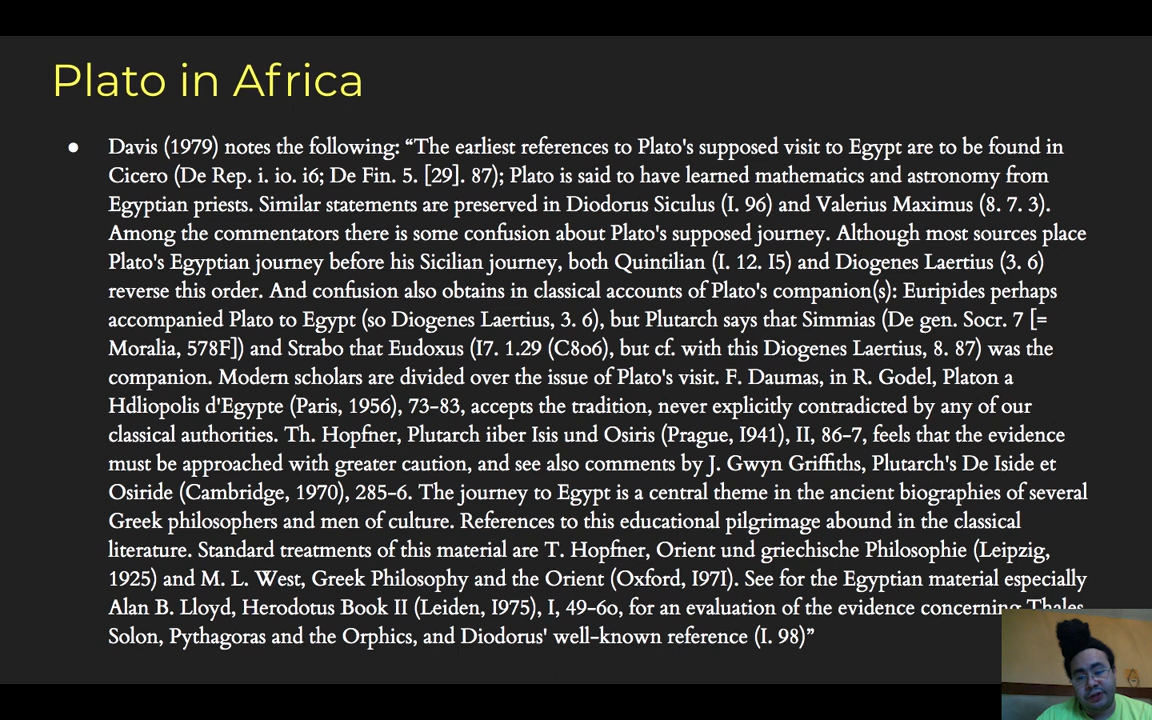 Plato in Africa
● Davis (1979) notes the following: “The earliest references to Plato's supposed visit to Egypt are to be found in
Cicero (De Rep. i. io. i6; De Fin. 5. [29]. 87); Plato is said to have learned mathematics and astronomy from
Egyptian priests. Similar statements are preserved in Diodorus Siculus (I. 96) and Valerius Maximus (8. 7. 3).
Among the commentators there is some confusion about Plato's supposed journey. Although most sources place
Plato's Egyptian journey before his Sicilian journey, both Quintilian (I. 12. I5) and Diogenes Laertius (3. 6)
reverse this order. And confusion also obtains in classical accounts of Plato's companion(s): Euripides perhaps
accompanied Plato to Egypt (so Diogenes Laertius, 3. 6), but Plutarch says that Simmias (De gen. Socr. 7 [=
Moralia, 578F]) and Strabo that Eudoxus (I7. 1.29 (C8o6), but cf. with this Diogenes Laertius, 8. 87) was the
companion. Modern scholars are divided over the issue of Plato's visit. F. Daumas, in R. Godel, Platon a
Hdliopolis d'Egypte (Paris, 1956), 73-83, accepts the tradition, never explicitly contradicted by any of our
classical authorities. Th. Hopfner, Plutarch iiber Isis und Osiris (Prague, I941), II, 86-7, feels that the evidence
must be approached with greater caution, and see also comments by J. Gwyn Griffiths, Plutarch's De Iside et
Osiride (Cambridge, 1970), 285-6. The journey to Egypt is a central theme in the ancient biographies of several
Greek philosophers and men of culture. References to this educational pilgrimage abound in the classical
literature. Standard treatments of this material are T. Hopfner, Orient und griechische Philosophie (Leipzig,
1925) and M. L. West, Greek Philosophy and the Orient (Oxford, I97I). See for the Egyptian material especially
Alan B. Lloyd, Herodotus Book II (Leiden, I975), I, 49-6o, for an evaluation of the evidence concerning Thales
Solon, Pythagoras and the Orphics, and Diodorus' well-known reference (I. 98)”